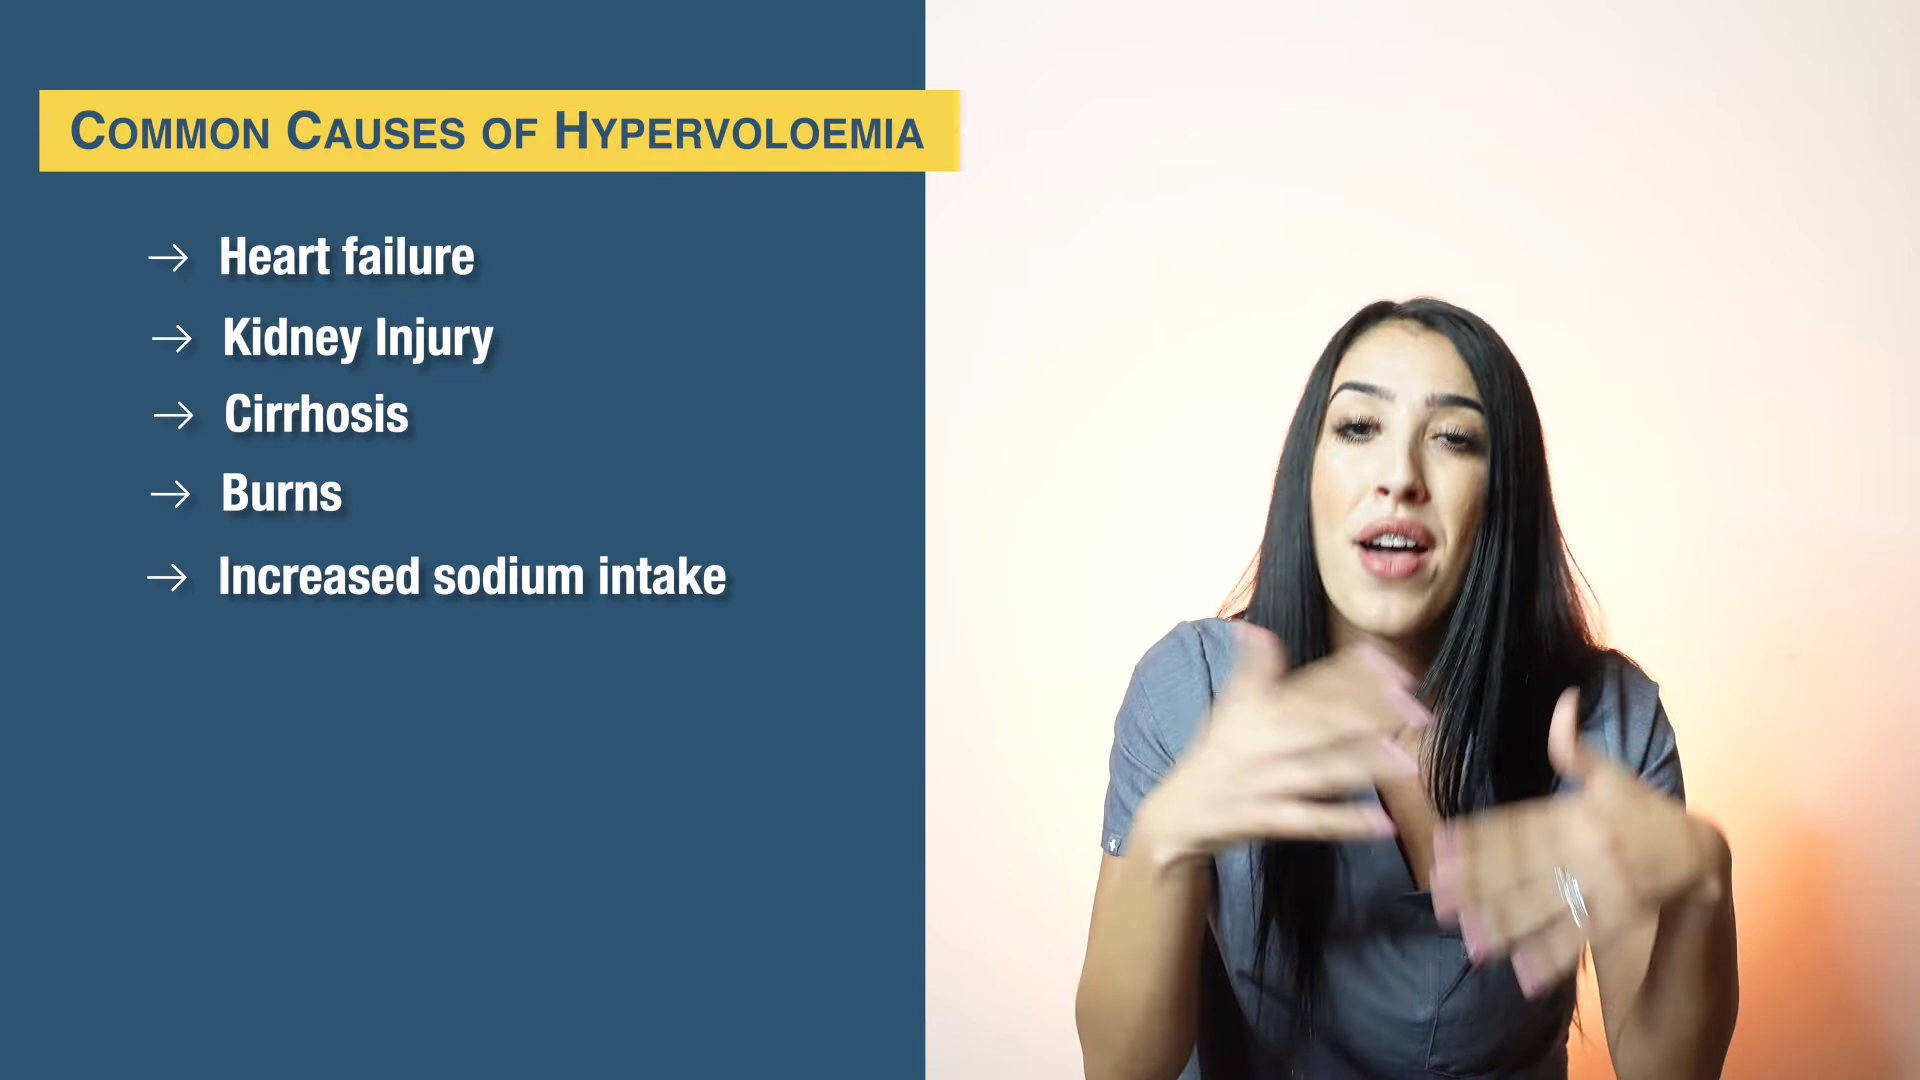 COMMON CAUSES OF HYPERVOLOEMIA
→ Heart failure
→ Kidney Injury
→ Cirrhosis
→ Burns
→ Increased sodium intake